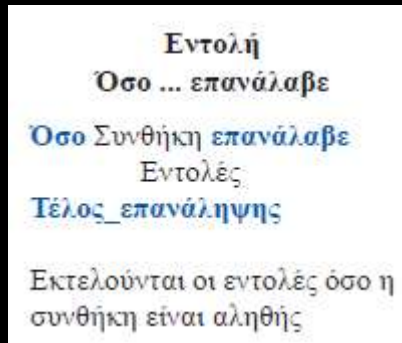 Εντολή
Όσο ... επανάλαβε
Όσο Συνθήκη επανάλαβε
Εντολές
Τέλος_επανάληψης
Εκτελούνται οι εντολές όσο η
συνθήκη είναι αληθής